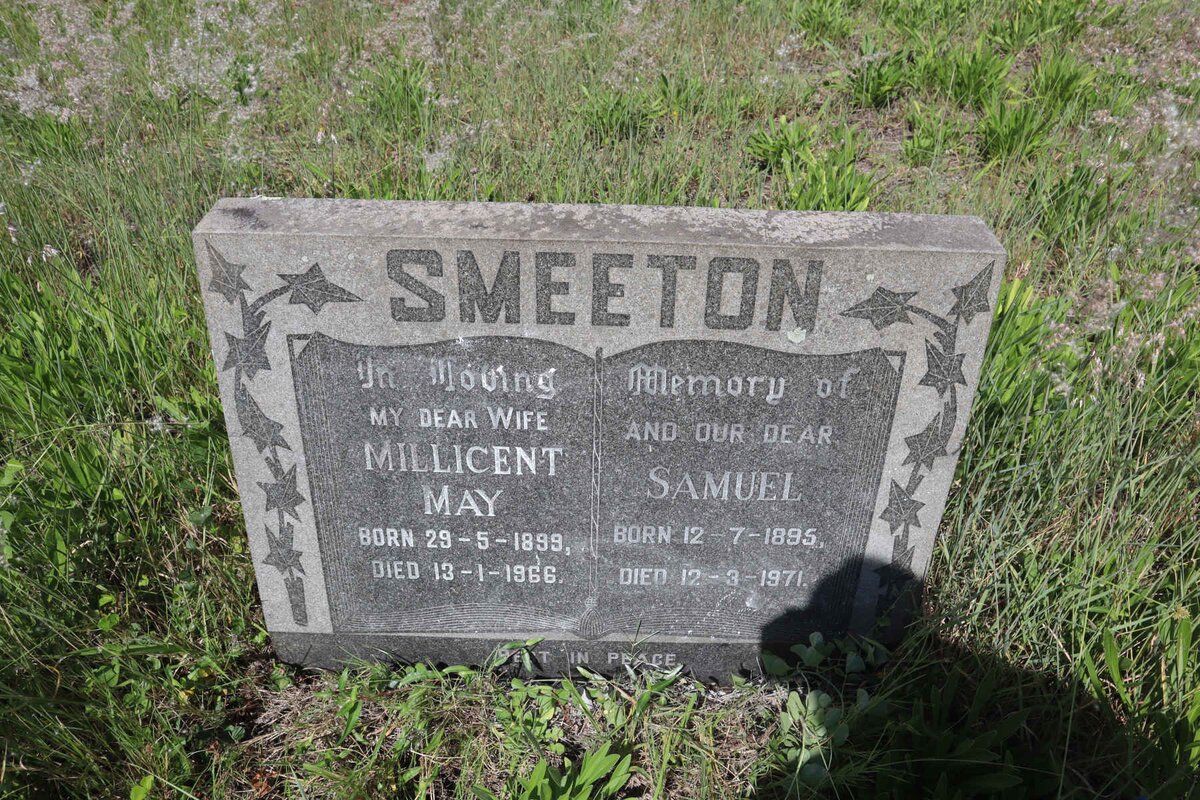 SMEETON
In Loving Memory of
MY DEAR WIFE
MILLICENT
MAY
BORN 29-5-1899,
DIED 13-1-1966.
AND OUR DEAR
SAMUEL
BORN 12-7-1895,
DIED 12-3-1971.
REST IN PEACE